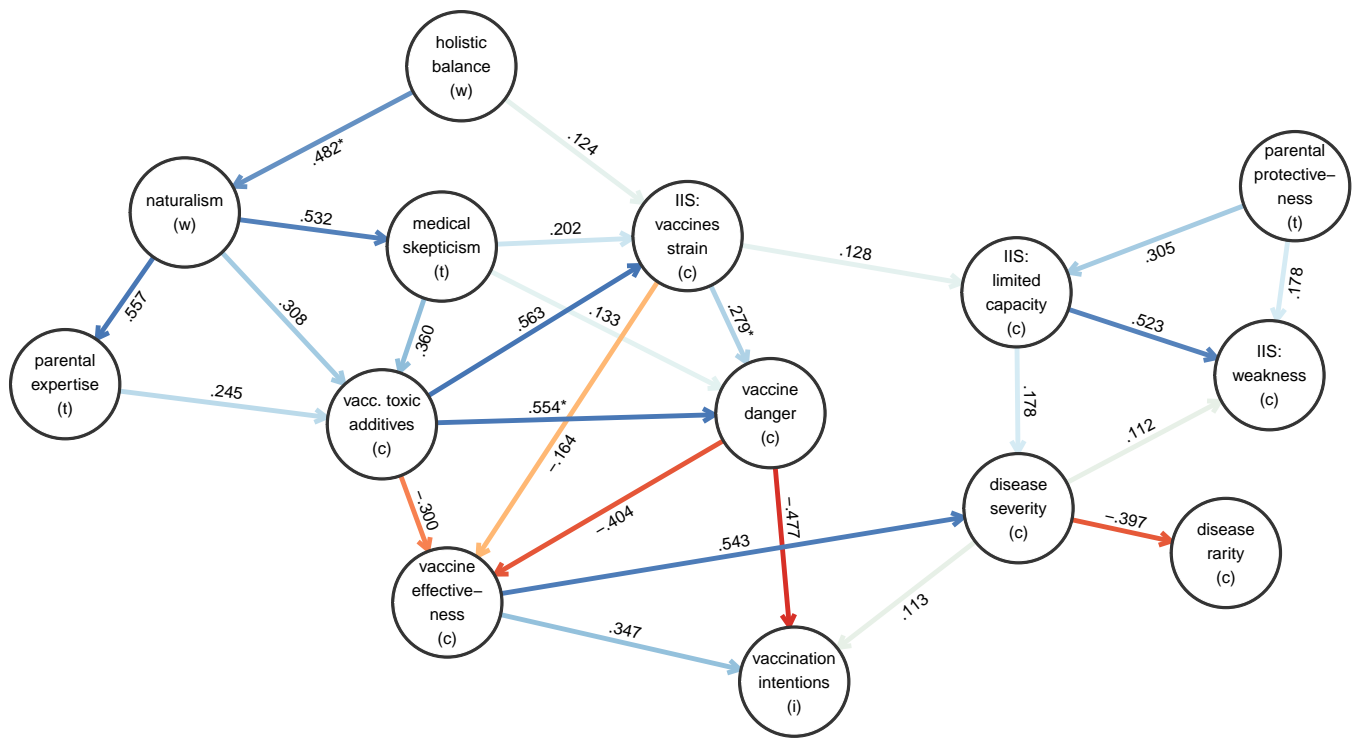 holistic
balance
(w)
.482*
.124
parental
protective–
ness
(t)
naturalism
(w)
.532
medical
skepticism
(t)
.202
IIS:
vaccines
strain
(c)
.128
IIS:
limited
capacity
(c)
.305
.178
.557
.308
.360
.563
.133
.279*
.523
IIS:
weakness
(c)
parental
expertise
(t)
.245
vacc. toxic
additives
(c)
.554*
–.164
vaccine
danger
(c)
.178
.112
–.300
–.404
–.477
disease
severity
(c)
–.397
disease
rarity
(c)
vaccine
effective–
ness
(c)
.543
.347
.113
vaccination
intentions
(i)